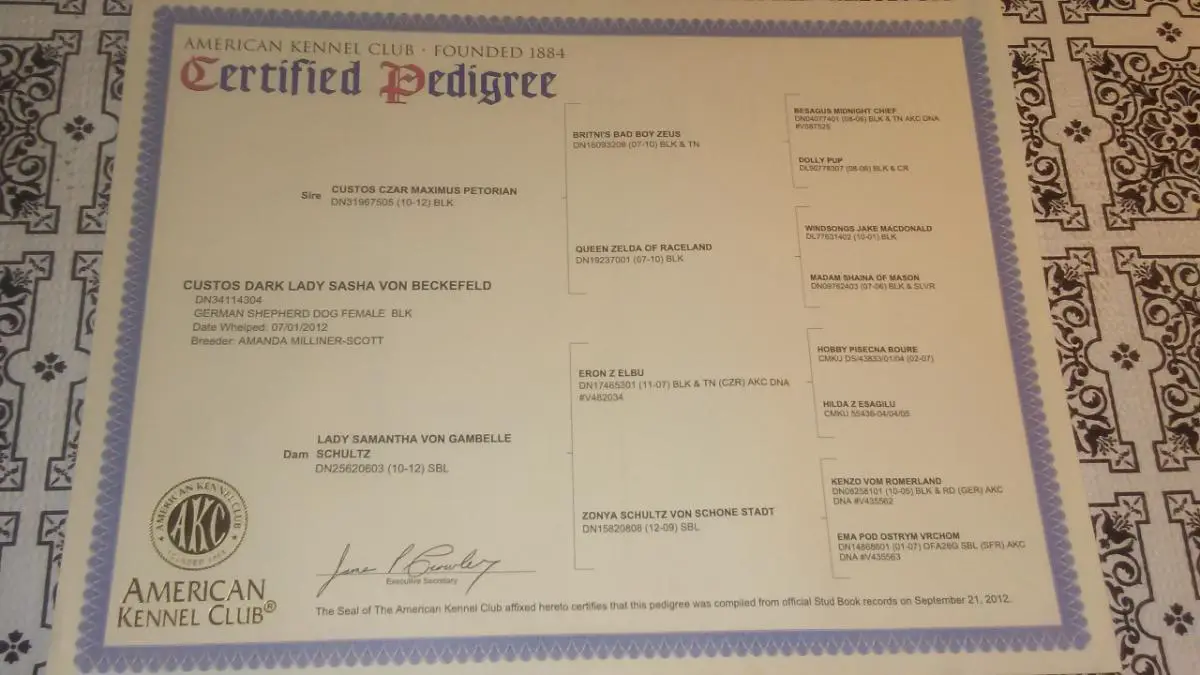 AMERICAN KENNEL CLUB · FOUNDED 1884
Certified Pedigree
BESAGUS MIDNIGHT CHIEF
DN04077401 (08-06) BLK & TN AKC DNA
#V587525
BRITNI'S BAD BOY ZEUS
DN16093208 (07-10) BLK & TN
DOLLY PUP
DL90778307 (08-06) BLK & CR
Sire CUSTOS CZAR MAXIMUS PETORIAN
DN31967505 (10-12) BLK
WINDSONGS JAKE MACDONALD
DL77631402 (10-01) BLK
QUEEN ZELDA OF RACELAND
DN19237001 (07-10) BLK
MADAM SHAINA OF MASON
DN09762403 (07-06) BLK & SLVR
CUSTOS DARK LADY SASHA VON BECKEFELD
DN34114304
GERMAN SHEPHERD DOG FEMALE BLK
Date Whelped: 07/01/2012
Breeder: AMANDA MILLINER-SCOTT
HOBBY PISECNA BOURE
CMKU DS/43833/01/04 (02-07)
ERON Z ELBU
DN17465301 (11-07) BLK & TN (CZR) AKC DNA
#V482034
HILDA Z ESAGILU
CMKU 55436-04/04/05
LADY SAMANTHA VON GAMBELLE
Dam SCHULTZ
DN25620603 (10-12) SBL
KENZO VOM ROMERLAND
DN08258101 (10-05) BLK & RD (GER) AKC
DNA #V435562
ZONYA SCHULTZ VON SCHONE STADT
DN15820808 (12-09) SBL
EMA POD OSTRYM VRCHOM
DN14868601 (01-07) OFA26G SBL (SFR) AKC
DNA #V435563
AMERICAN KENNEL CLUB
AKC
FOUNDED 1884
Executive Secretary
AMERICAN
KENNEL CLUB®
The Seal of The American Kennel Club affixed hereto certifies that this pedigree was compiled from official Stud Book records on September 21, 2012.